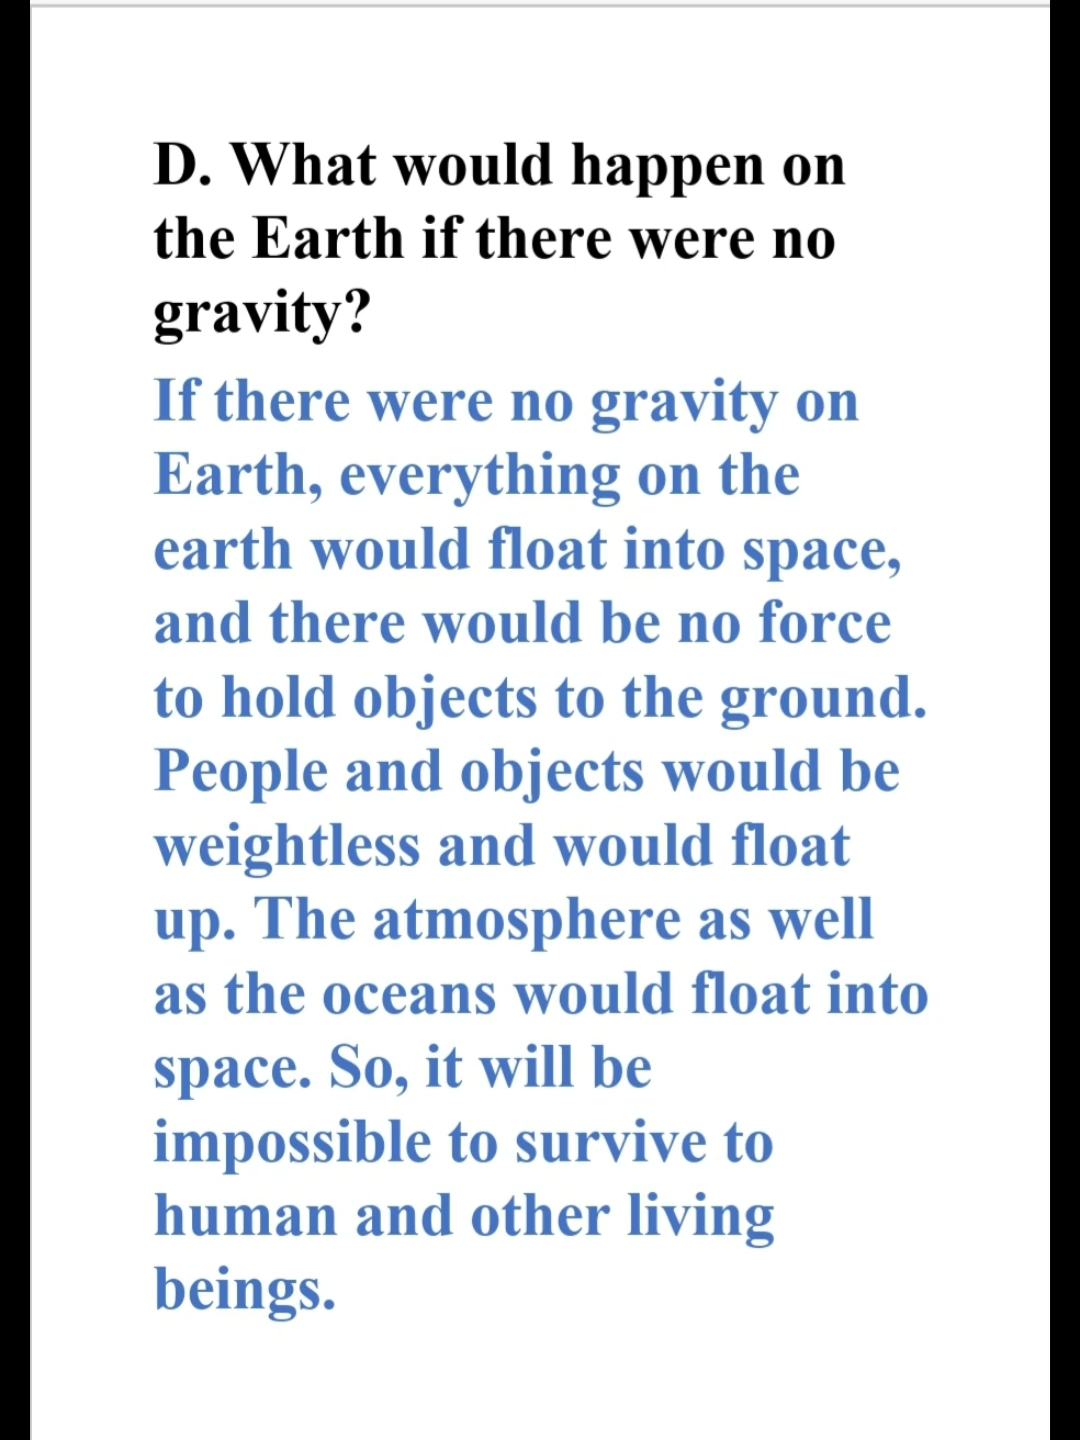 D. What would happen on
the Earth if there were no
gravity?
If there were no gravity on
Earth, everything on the
earth would float into space,
and there would be no force
to hold objects to the ground.
People and objects would be
weightless and would float
up. The atmosphere as well
as the oceans would float into
space. So, it will be
impossible to survive to
human and other living
beings.